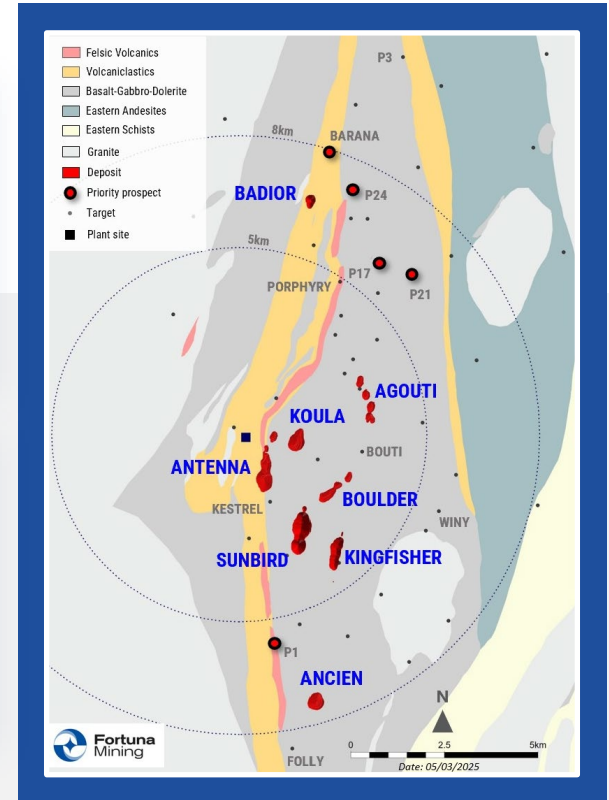 Felsic Volcanics
Volcaniclastics
Basalt-Gabbro-Dolerite
Eastern Andesites
Eastern Schists
Granite
Deposit
Priority prospect
Target
Plant site
P3
8km
BARANA
BADIOR
P24
5km
P17
PORPHYRY
P21
AGOUTI
KOULA
BOUTI
ANTENNA
BOULDER
KESTREL
WINY
SUNBIRD
KINGFISHER
P1
ANCIEN
N
Fortuna
Mining
0 2.5 5km
FOLLY
Date: 05/03/2025